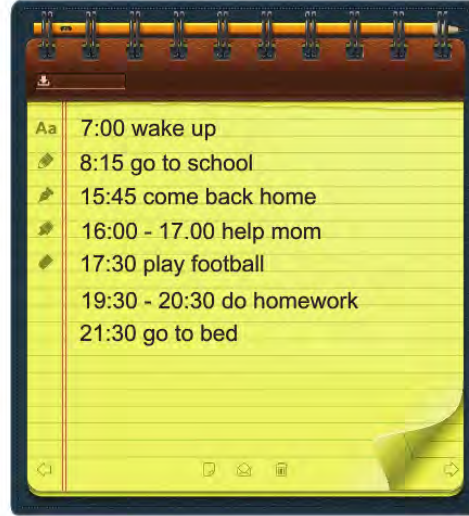 Aa
7:00 wake up
8:15 go to school
15:45 come back home
16:00 - 17.00 help mom
17:30 play football
19:30 - 20:30 do homework
21:30 go to bed